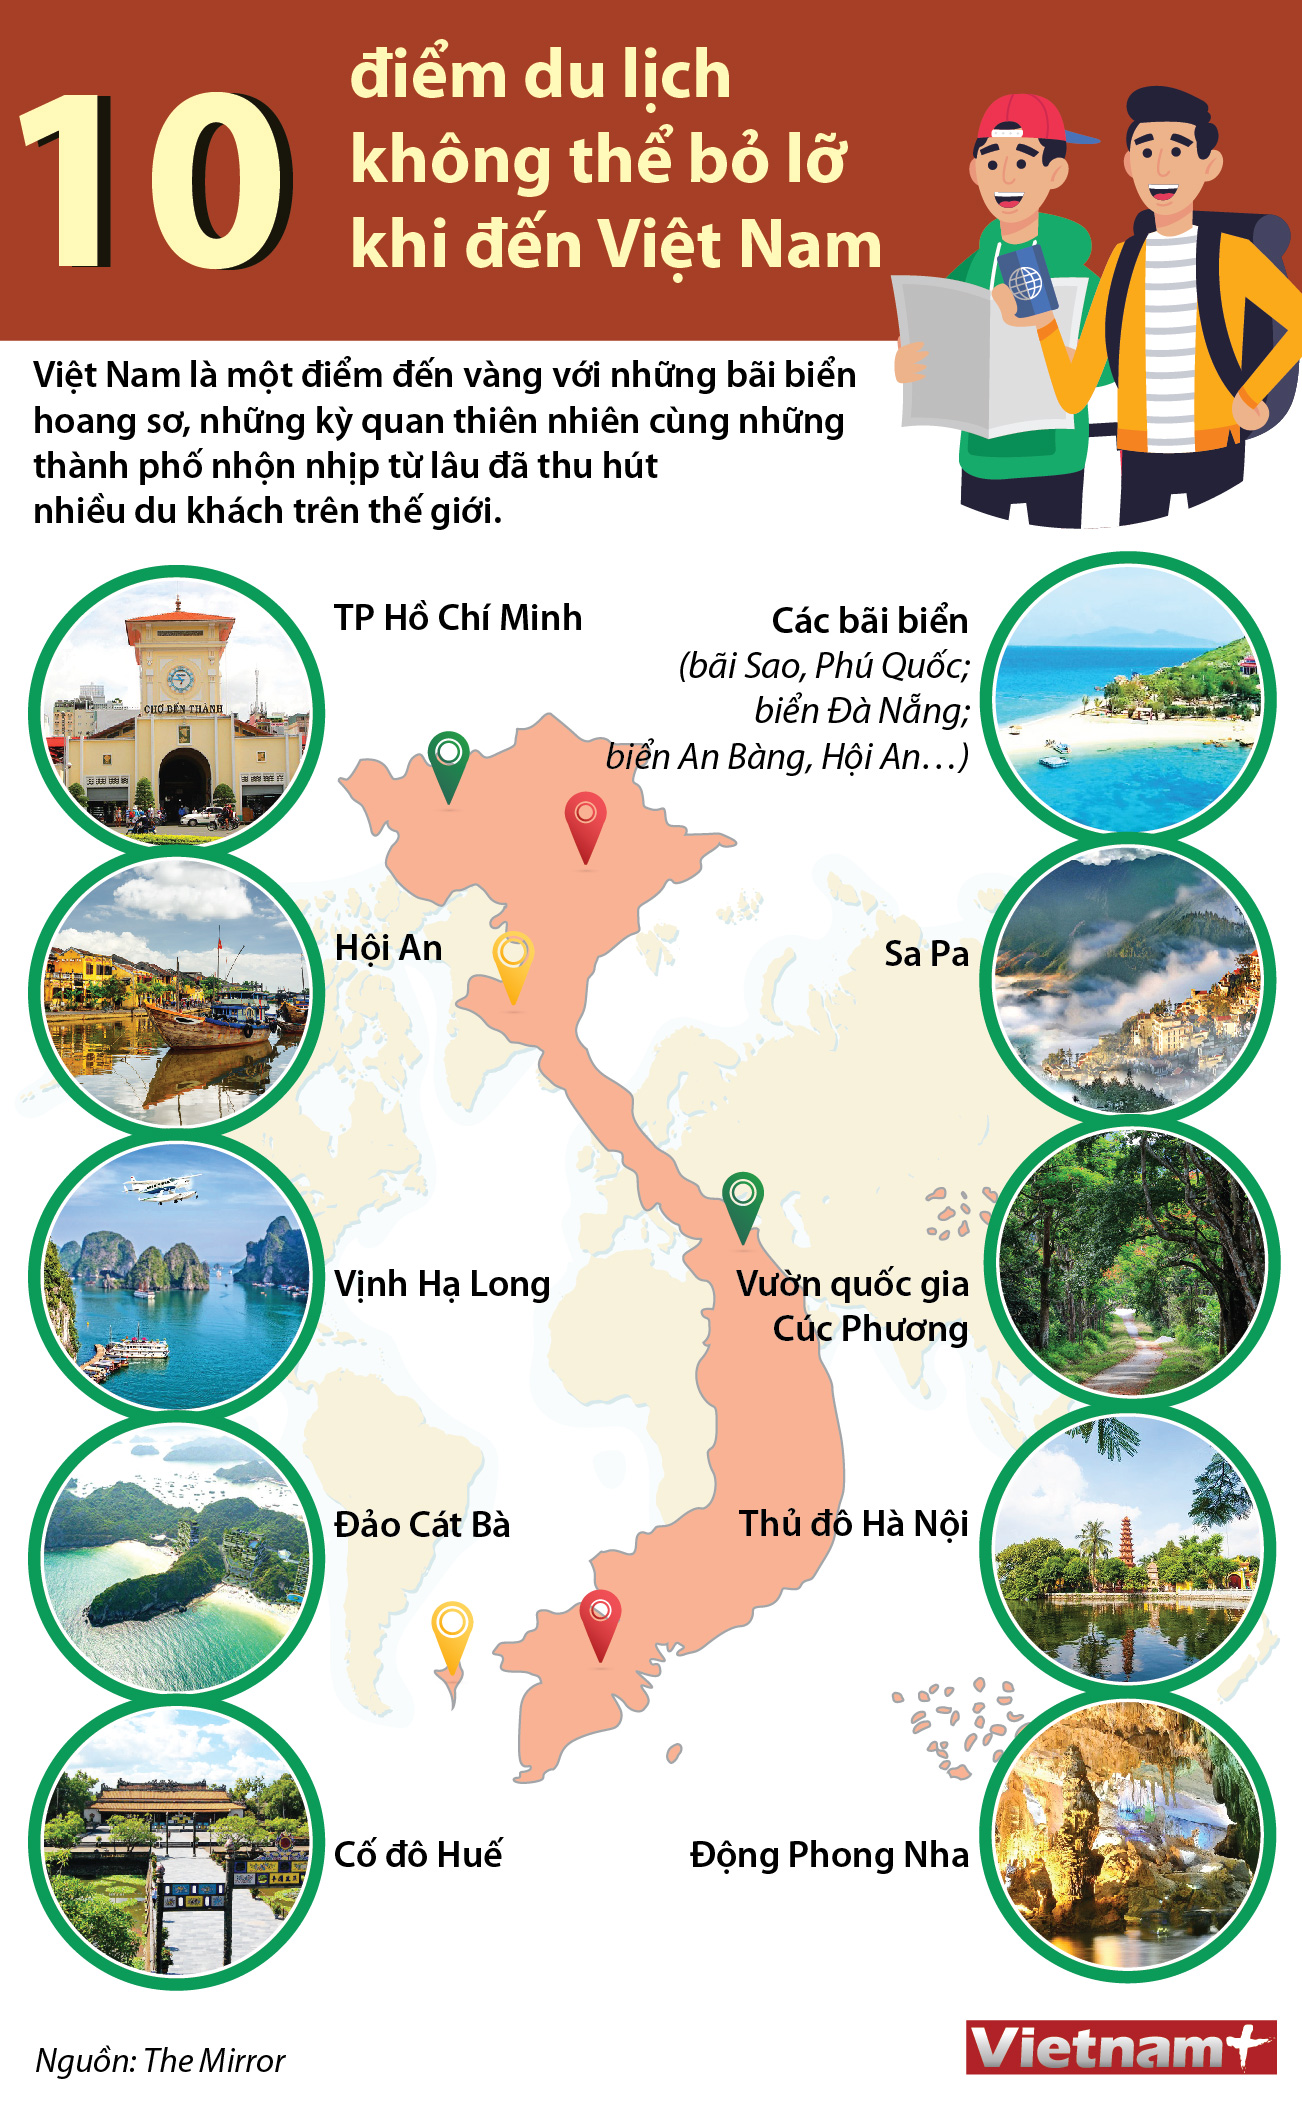 10
điểm du lịch
không thể bỏ lỡ
khi đến Việt Nam
Việt Nam là một điểm đến vàng với những bãi biển
hoang sơ, những kỳ quan thiên nhiên cùng những
thành phố nhộn nhịp từ lâu đã thu hút
nhiều du khách trên thế giới.
CHỢ BẾN THÀNH
TP Hồ Chí Minh
Các bãi biển
(bãi Sao, Phú Quốc;
biển Đà Nẵng;
biển An Bàng, Hội An...)
Hội An
Sa Pa
Vịnh Hạ Long
Vườn quốc gia
Cúc Phương
Đảo Cát Bà
Thủ đô Hà Nội
Cố đô Huế
Động Phong Nha
Nguồn: The Mirror
Vietnam+